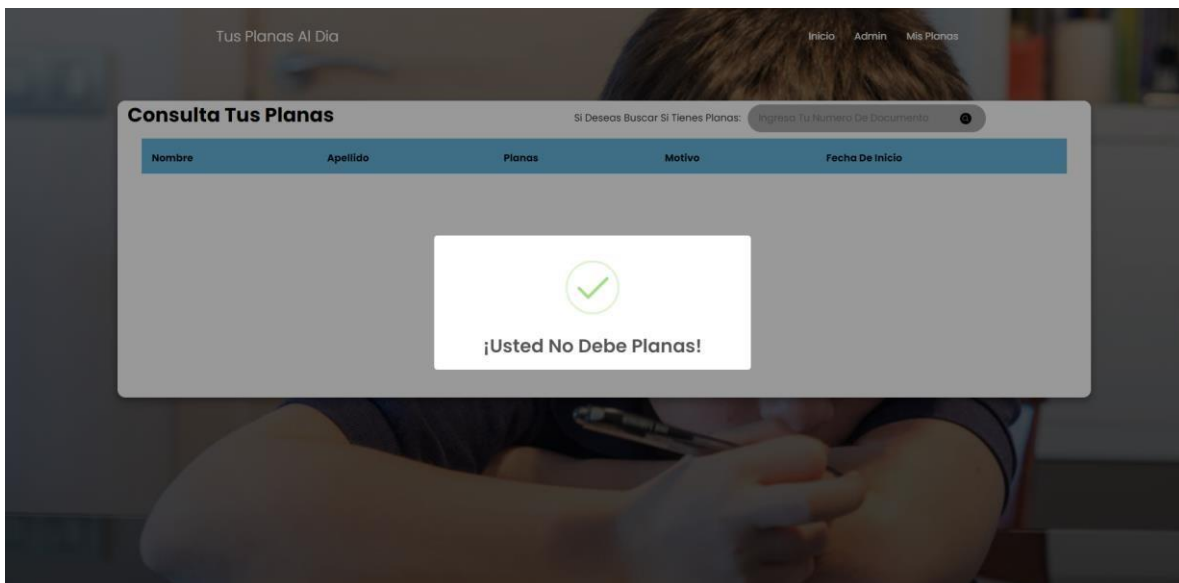 Tus Planas Al Dia
Inicio Admin Mis Planas
Consulta Tus Planas
Si Deseas Buscar Si Tienes Planas: Ingresa Tu Numero De Documento
Nombre Apellido Planas Motivo Fecha De Inicio
¡Usted No Debe Planas!